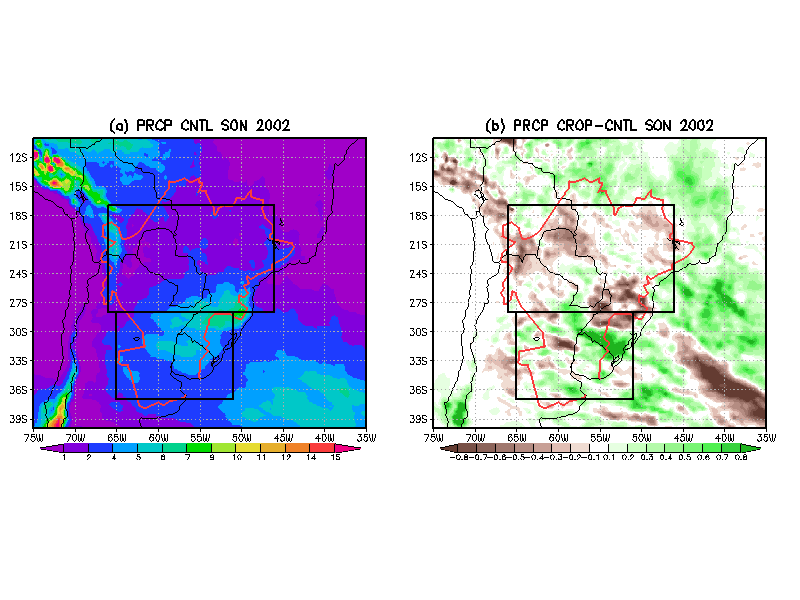 (a) PRCP CNTL SON 2002
(b) PRCP CROP-CNTL SON 2002
12S
15S
18S
21S
24S
27S
30S
33S
36S
39S
75W 70W 65W 60W 55W 50W 45W 40W 35W
1 2 4 5 6 7 9 10 11 12 14 15
12S
15S
18S
21S
24S
27S
30S
33S
36S
39S
75W 70W 65W 60W 55W 50W 45W 40W 35W
-0.8-0.7-0.6-0.5-0.4-0.3-0.2-0.1 0.1 0.2 0.3 0.4 0.5 0.6 0.7 0.8